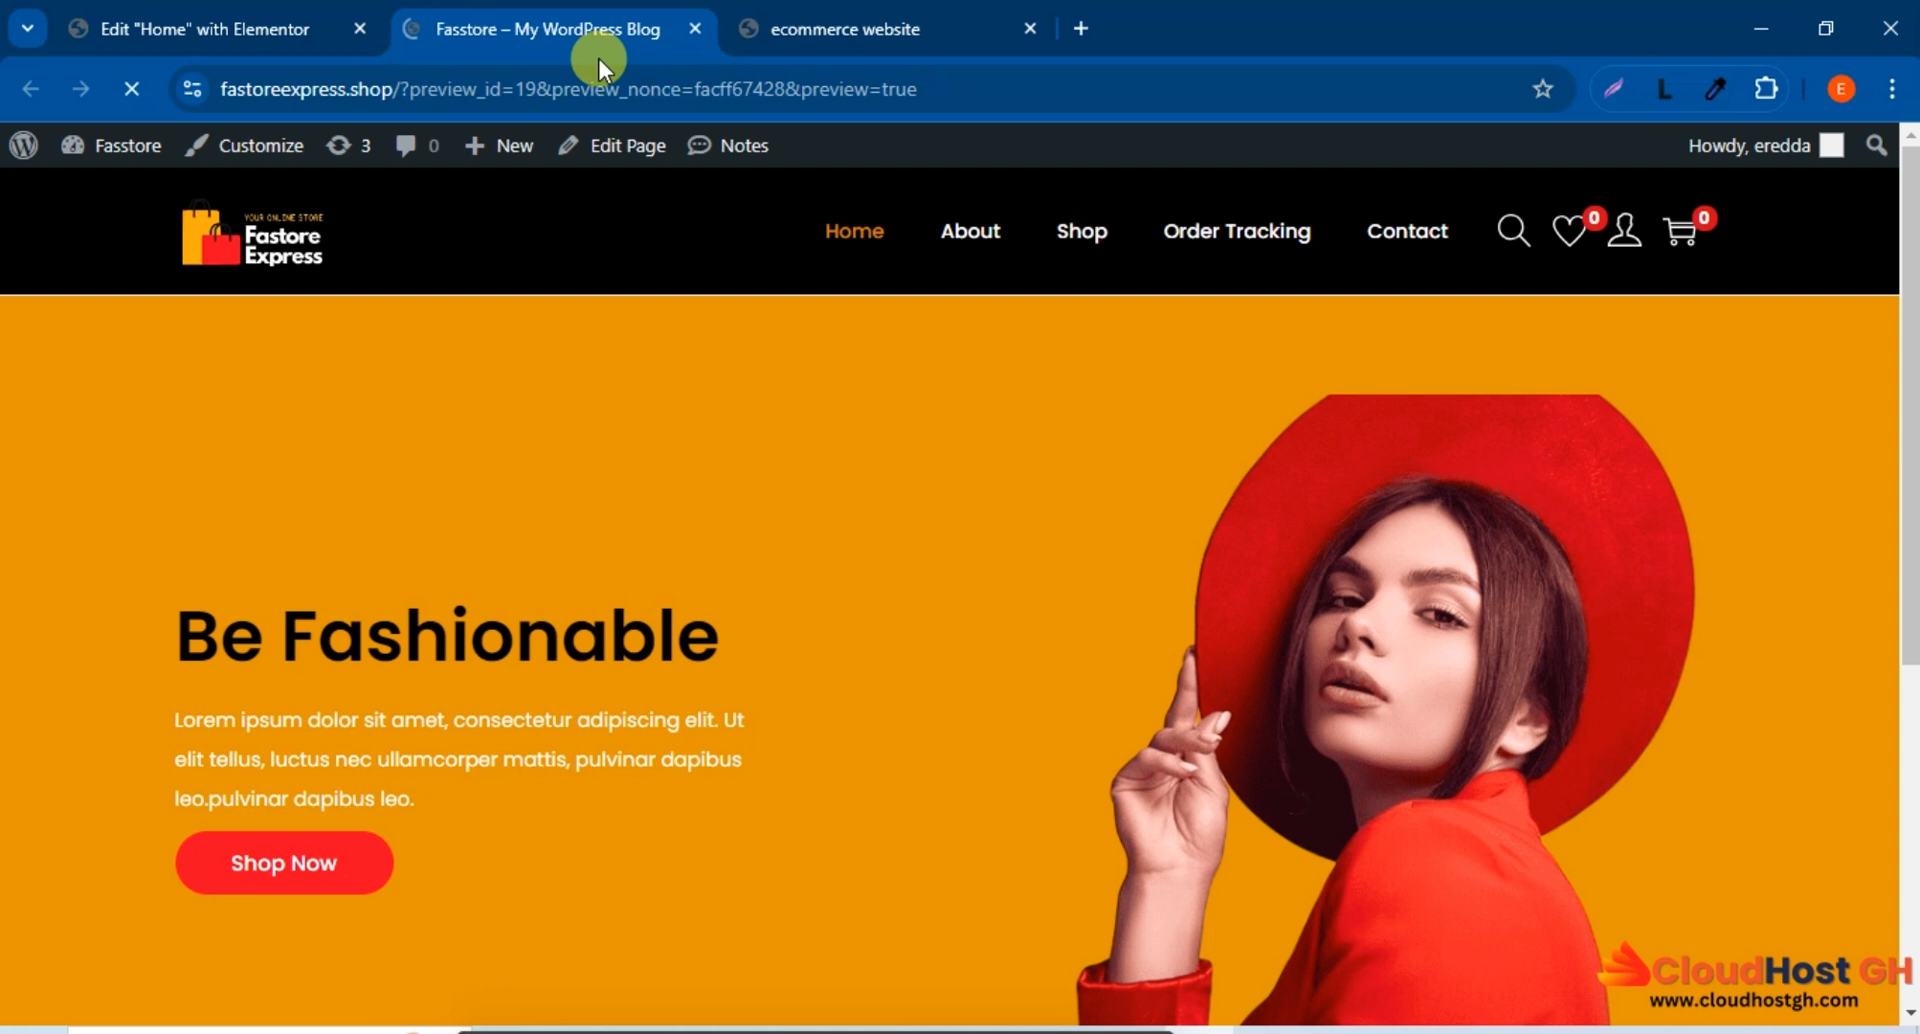 Edit "Home" with Elementor
Fasstore – My WordPress Blog
ecommerce website
fastoreexpress.shop/?preview_id=19&preview_nonce=facff67428&preview=true
L
E
Fasstore
Customize
3
0
New
Edit Page
Notes
Howdy, eredda
YOUR ONLINE STORE
Fastore
Express
Home
About
Shop
Order Tracking
Contact
0
0
Be Fashionable
Lorem ipsum dolor sit amet, consectetur adipiscing elit. Ut
elit tellus, luctus nec ullamcorper mattis, pulvinar dapibus
leo.pulvinar dapibus leo.
Shop Now
CloudHost GH
www.cloudhostgh.com